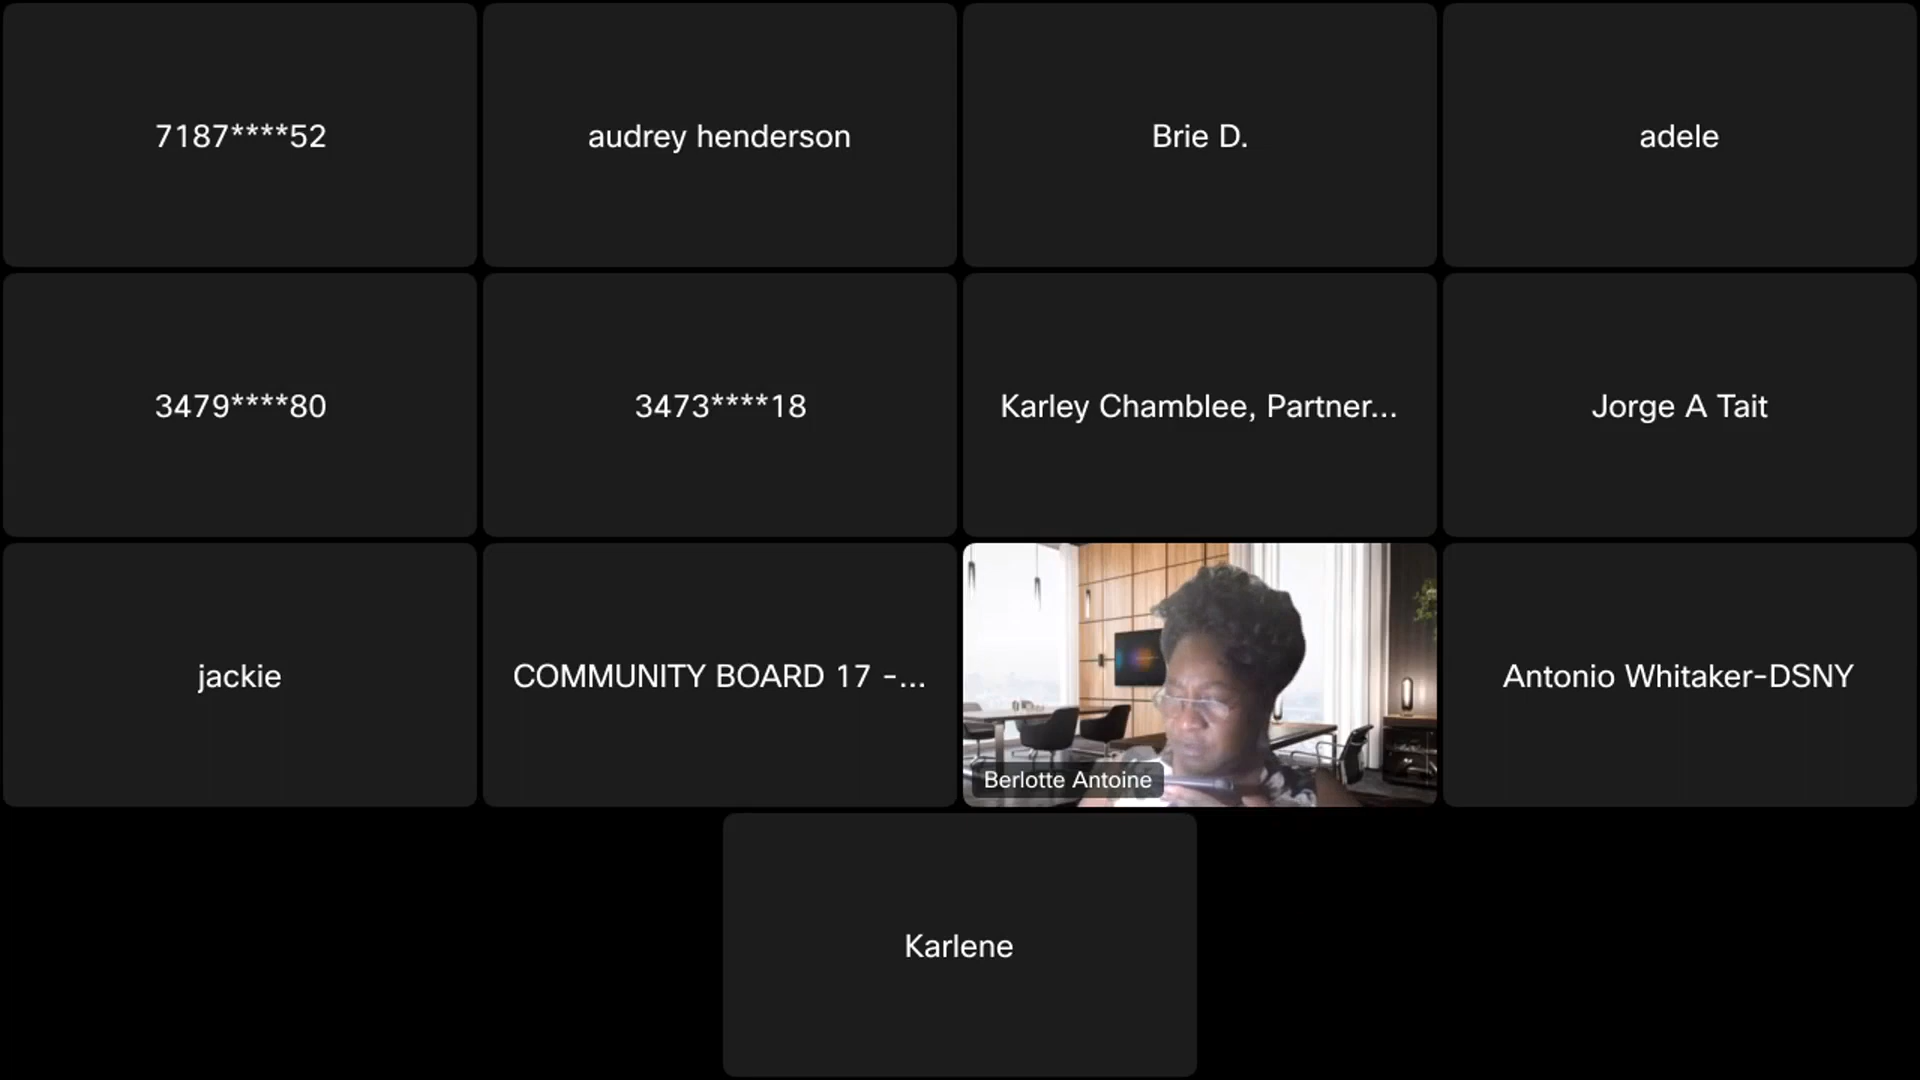 7187****52
audrey henderson
Brie D.
adele
3479****80
3473****18
Karley Chamblee, Partner...
Jorge A Tait
jackie
COMMUNITY BOARD 17 -...
Berlotte Antoine
Antonio Whitaker-DSNY
Karlene